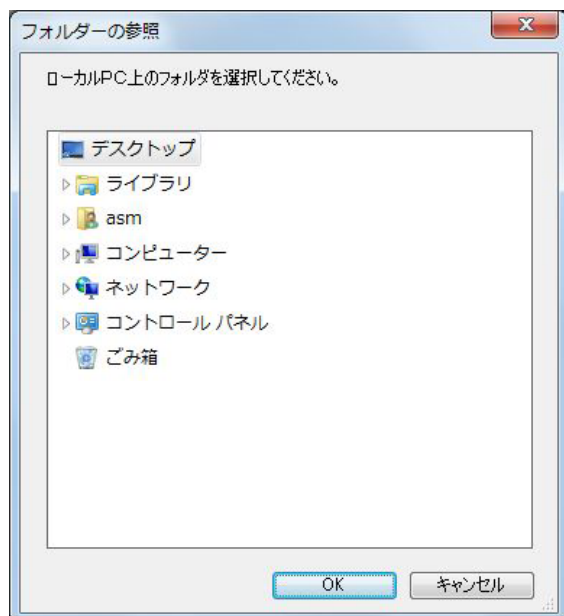 フォルダーの参照
ローカルPC上のフォルダを選択してください。
デスクトップ
ライブラリ
asm
コンピューター
ネットワーク
コントロール パネル
ごみ箱
OK
キャンセル